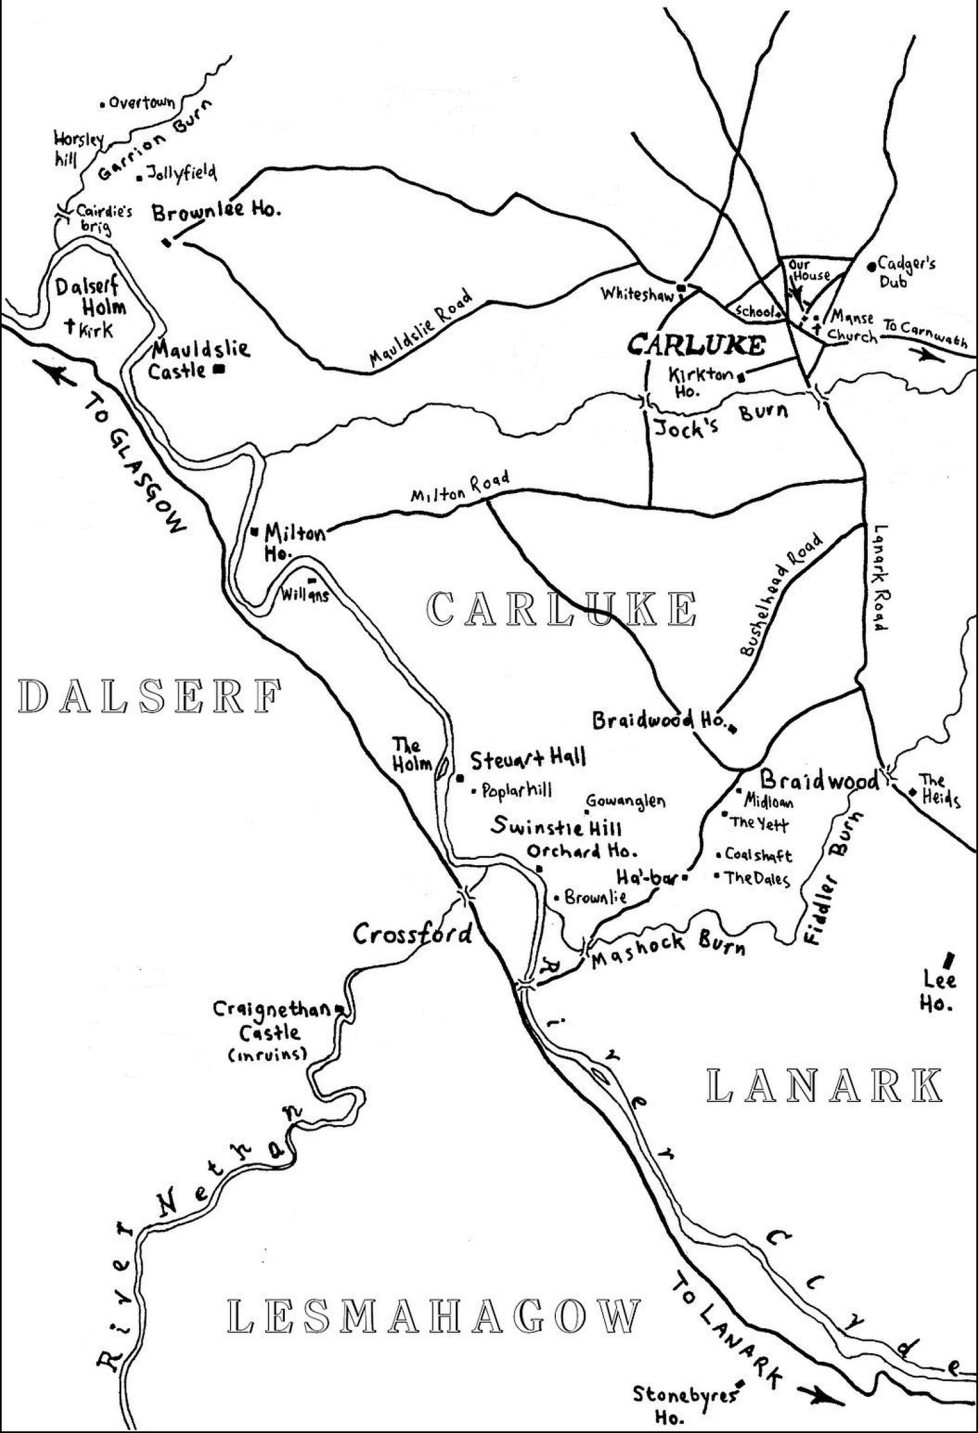 Overtown
Horsley
hill
Garrion Burn
Jollyfield
Cairdie's
brig
Brownlee Ho.
Dalserf
Holm
Kirk
Mauldslie
Castle
Mauldslie Road
Whiteshaw
School
Our
House
Cadger's
Dub
Manse
Church
To Carnwath
CARLUKE
Kirkton
Ho.
Jock's Burn
TO GLASGOW
Milton Road
Milton
Ho.
Willans
CARLUKE
Bushelhead Road
Lanark Road
DALSERF
Braidwood Ho.
The
Holm
Steuart Hall
Poplarhill
Gowanglen
Swinstie Hill
Orchard Ho.
Braidwood
Midloan
The Yett
The
Heids
Coalshaft
The Dales
Ha'-bar
Brownlie
Fiddler Burn
Mashock Burn
Crossford
Lee
Ho.
Craignethan
Castle
(in ruins)
LANARK
River Nethan
River Clyde
LESMAHAGOW
TO LANARK
Stonebyres
Ho.